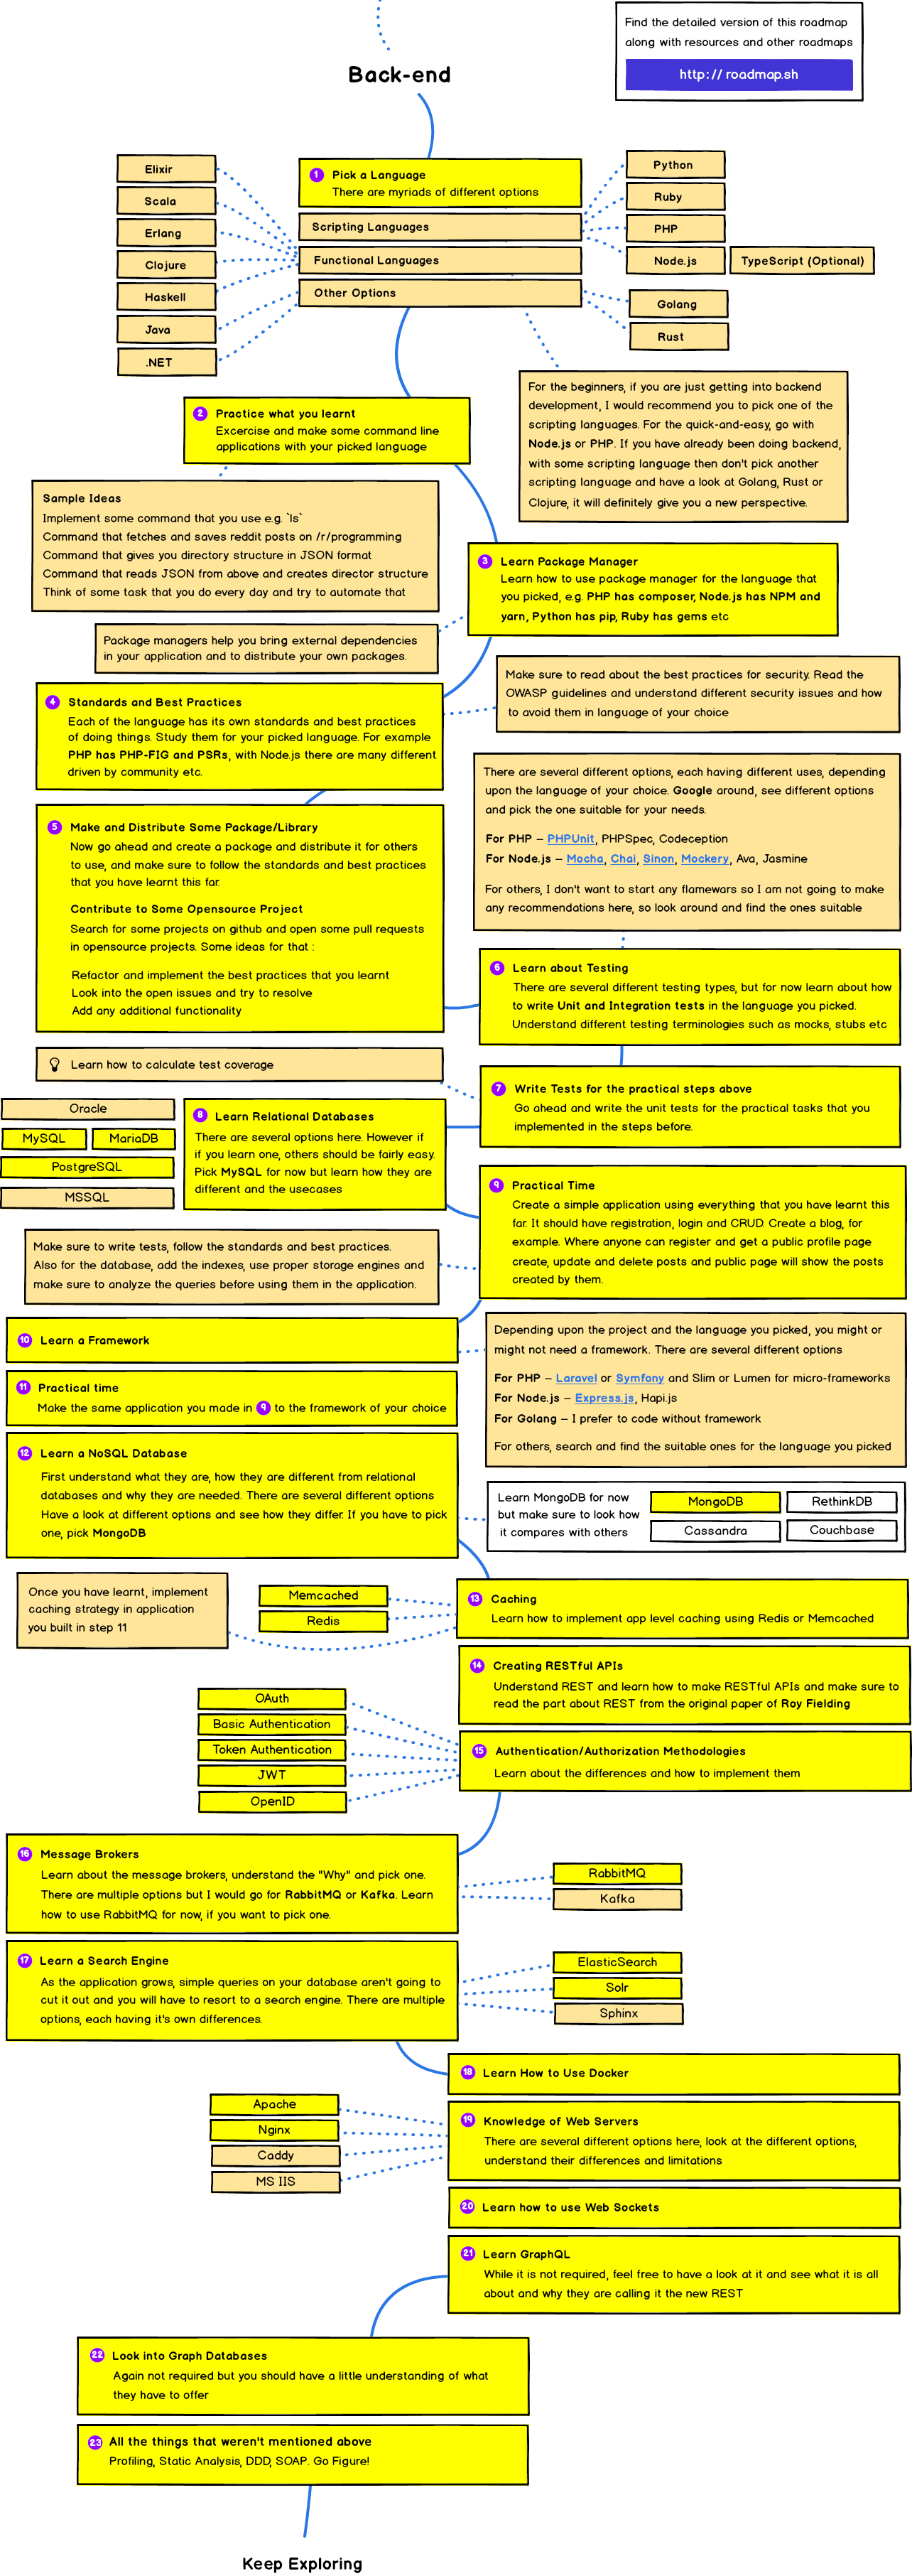 Find the detailed version of this roadmap
along with resources and other roadmaps
http://roadmap.sh
Back-end
1 Pick a Language
There are myriads of different options
Scripting Languages
Functional Languages
Other Options
Elixir
Scala
Erlang
Clojure
Haskell
Java
.NET
Python
Ruby
PHP
Node.js
TypeScript (Optional)
Golang
Rust
For the beginners, if you are just getting into backend
development, I would recommend you to pick one of the
scripting languages. For the quick-and-easy, go with
Node.js or PHP. If you have already been doing backend,
with some scripting language then don't pick another
scripting language and have a look at Golang, Rust or
Clojure, it will definitely give you a new perspective.
2 Practice what you learnt
Excercise and make some command line
applications with your picked language
Sample Ideas
Implement some command that you use e.g. `ls`
Command that fetches and saves reddit posts on /r/programming
Command that gives you directory structure in JSON format
Command that reads JSON from above and creates director structure
Think of some task that you do every day and try to automate that
3 Learn Package Manager
Learn how to use package manager for the language that
you picked, e.g. PHP has composer, Node.js has NPM and
yarn, Python has pip, Ruby has gems etc
Package managers help you bring external dependencies
in your application and to distribute your own packages.
4 Standards and Best Practices
Each of the language has its own standards and best practices
of doing things. Study them for your picked language. For example
PHP has PHP-FIG and PSRs, with Node.js there are many different
driven by community etc.
Make sure to read about the best practices for security. Read the
OWASP guidelines and understand different security issues and how
to avoid them in language of your choice
5 Make and Distribute Some Package/Library
Now go ahead and create a package and distribute it for others
to use, and make sure to follow the standards and best practices
that you have learnt this far.
Contribute to Some Opensource Project
Search for some projects on github and open some pull requests
in opensource projects. Some ideas for that :
Refactor and implement the best practices that you learnt
Look into the open issues and try to resolve
Add any additional functionality
There are several different options, each having different uses, depending
upon the language of your choice. Google around, see different options
and pick the one suitable for your needs.
For PHP – PHPUnit, PHPSpec, Codeception
For Node.js – Mocha, Chai, Sinon, Mockery, Ava, Jasmine
For others, I don't want to start any flamewars so I am not going to make
any recommendations here, so look around and find the ones suitable
6 Learn about Testing
There are several different testing types, but for now learn about how
to write Unit and Integration tests in the language you picked.
Understand different testing terminologies such as mocks, stubs etc
Learn how to calculate test coverage
7 Write Tests for the practical steps above
Go ahead and write the unit tests for the practical tasks that you
implemented in the steps before.
8 Learn Relational Databases
There are several options here. However if
if you learn one, others should be fairly easy.
Pick MySQL for now but learn how they are
different and the usecases
Oracle
MySQL
MariaDB
PostgreSQL
MSSQL
9 Practical Time
Create a simple application using everything that you have learnt this
far. It should have registration, login and CRUD. Create a blog, for
example. Where anyone can register and get a public profile page
create, update and delete posts and public page will show the posts
created by them.
Make sure to write tests, follow the standards and best practices.
Also for the database, add the indexes, use proper storage engines and
make sure to analyze the queries before using them in the application.
10 Learn a Framework
Depending upon the project and the language you picked, you might or
might not need a framework. There are several different options
For PHP – Laravel or Symfony and Slim or Lumen for micro-frameworks
For Node.js – Express.js, Hapi.js
For Golang – I prefer to code without framework
For others, search and find the suitable ones for the language you picked
11 Practical time
Make the same application you made in 9 to the framework of your choice
12 Learn a NoSQL Database
First understand what they are, how they are different from relational
databases and why they are needed. There are several different options
Have a look at different options and see how they differ. If you have to pick
one, pick MongoDB
Learn MongoDB for now
but make sure to look how
it compares with others
MongoDB
RethinkDB
Cassandra
Couchbase
13 Caching
Learn how to implement app level caching using Redis or Memcached
Memcached
Redis
Once you have learnt, implement
caching strategy in application
you built in step 11
14 Creating RESTful APIs
Understand REST and learn how to make RESTful APIs and make sure to
read the part about REST from the original paper of Roy Fielding
15 Authentication/Authorization Methodologies
Learn about the differences and how to implement them
OAuth
Basic Authentication
Token Authentication
JWT
OpenID
16 Message Brokers
Learn about the message brokers, understand the "Why" and pick one.
There are multiple options but I would go for RabbitMQ or Kafka. Learn
how to use RabbitMQ for now, if you want to pick one.
RabbitMQ
Kafka
17 Learn a Search Engine
As the application grows, simple queries on your database aren't going to
cut it out and you will have to resort to a search engine. There are multiple
options, each having it's own differences.
ElasticSearch
Solr
Sphinx
18 Learn How to Use Docker
19 Knowledge of Web Servers
There are several different options here, look at the different options,
understand their differences and limitations
Apache
Nginx
Caddy
MS IIS
20 Learn how to use Web Sockets
21 Learn GraphQL
While it is not required, feel free to have a look at it and see what it is all
about and why they are calling it the new REST
22 Look into Graph Databases
Again not required but you should have a little understanding of what
they have to offer
23 All the things that weren't mentioned above
Profiling, Static Analysis, DDD, SOAP. Go Figure!
Keep Exploring